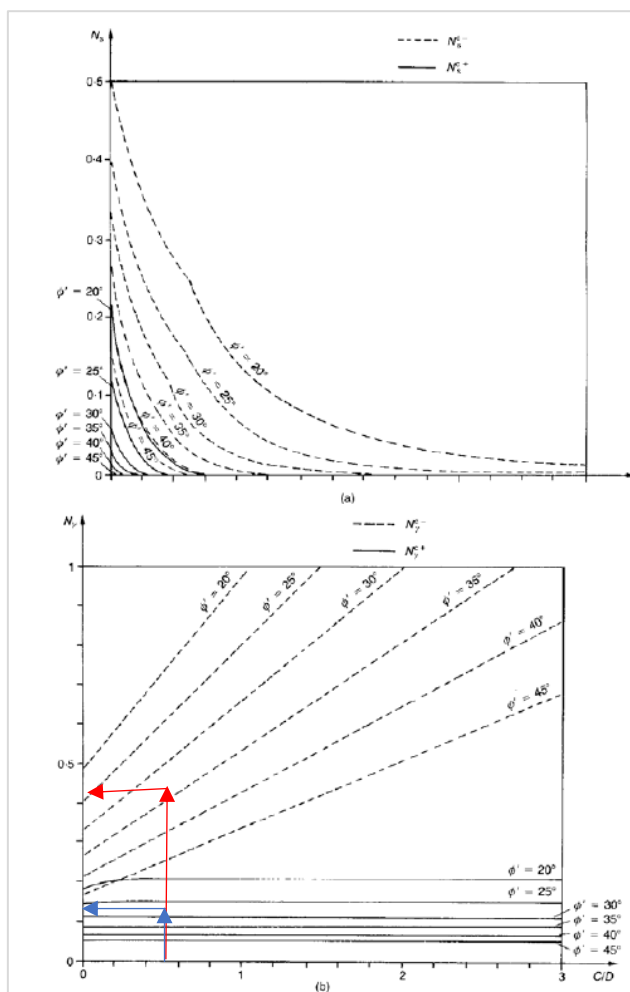 Nₛ
Nₛᶜ⁻
Nₛᶜ⁺
0·5
0·4
0·3
0·2
0·1
0
φ′ = 20°
φ′ = 25°
φ′ = 30°
φ′ = 35°
φ′ = 40°
φ′ = 45°
φ′ = 20°
φ′ = 25°
φ′ = 30°
φ′ = 35°
φ′ = 40°
φ′ = 45°
(a)
Nᵧ
Nᵧᶜ⁻
Nᵧᶜ⁺
1
0·5
0
φ′ = 20°
φ′ = 25°
φ′ = 30°
φ′ = 35°
φ′ = 40°
φ′ = 45°
φ′ = 20°
φ′ = 25°
φ′ = 30°
φ′ = 35°
φ′ = 40°
φ′ = 45°
0 1 2 C/D 3
(b)